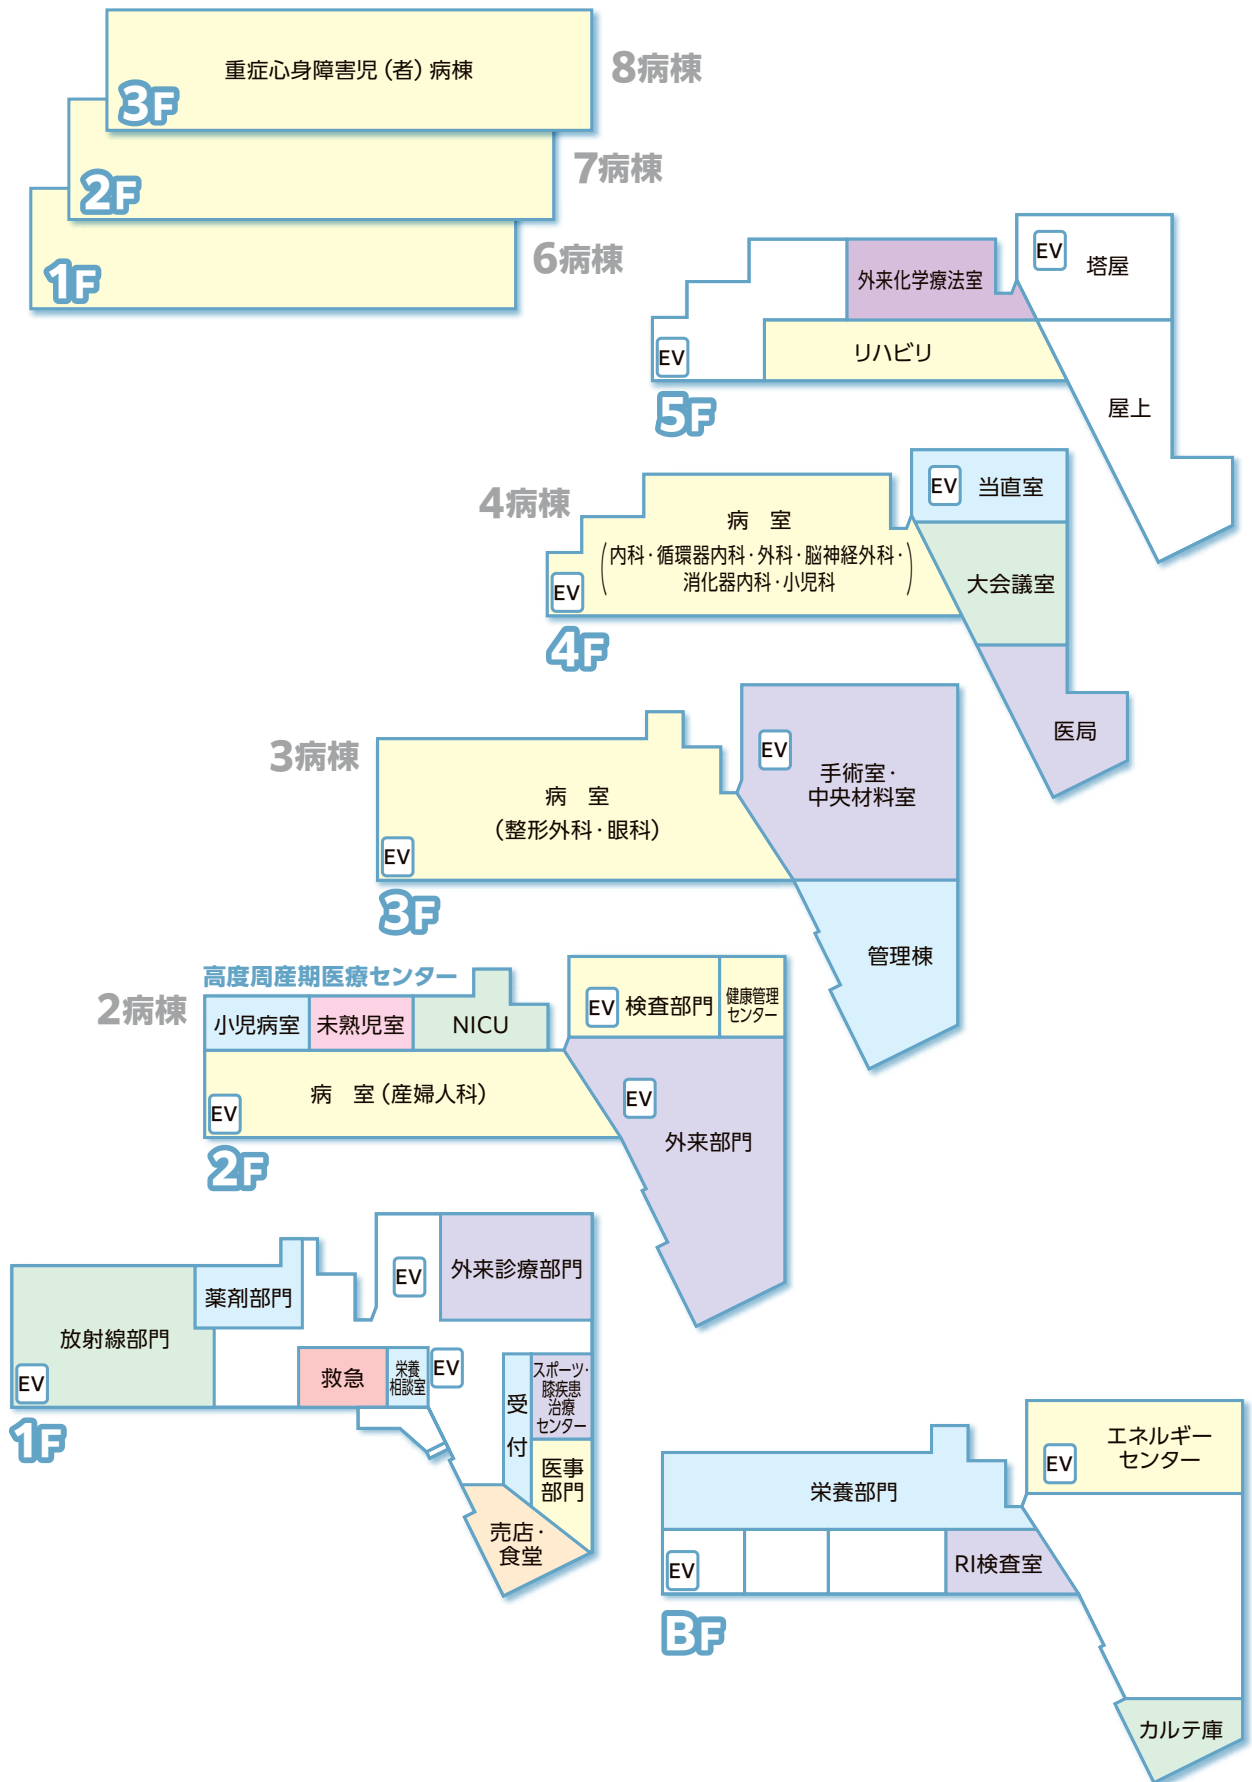 重症心身障害児（者）病棟
8病棟
3F
7病棟
2F
6病棟
1F
EV
塔屋
外来化学療法室
EV
リハビリ
屋上
5F
4病棟
EV
当直室
病　室
（内科・循環器内科・外科・脳神経外科・
消化器内科・小児科）
EV
大会議室
4F
医局
3病棟
EV
手術室・
中央材料室
病　室
（整形外科・眼科）
EV
3F
管理棟
高度周産期医療センター
2病棟
小児病室
未熟児室
NICU
EV
検査部門
健康管理
センター
病　室（産婦人科）
EV
EV
外来部門
2F
外来診療部門
EV
薬剤部門
放射線部門
EV
救急
栄養
相談室
EV
受
付
スポーツ・
膝疾患
治療
センター
医事
部門
1F
売店・
食堂
エネルギー
センター
EV
栄養部門
EV
RI検査室
BF
カルテ庫